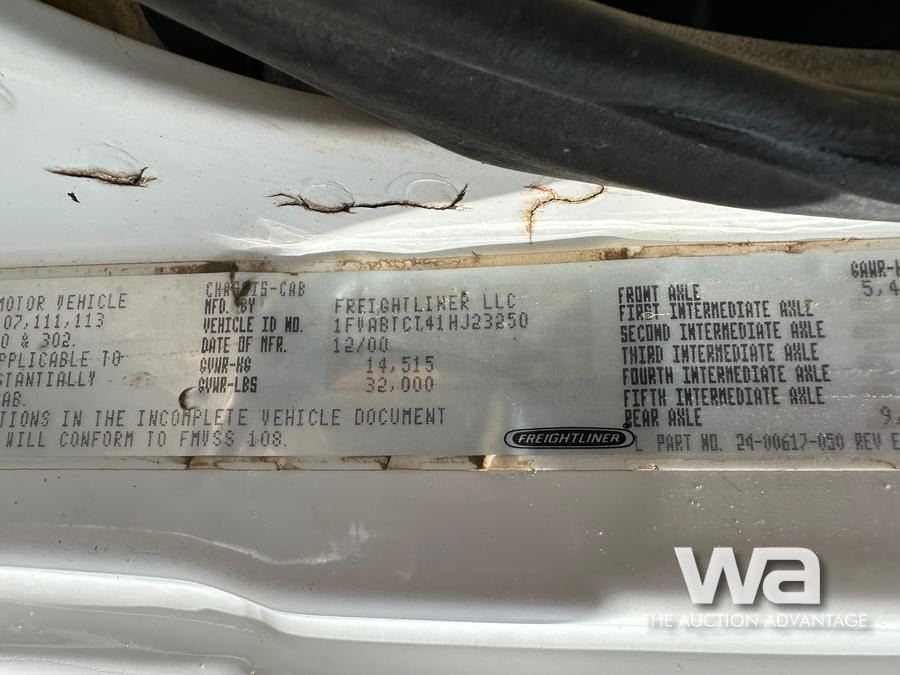 MOTOR VEHICLE
07,111,113
0 & 302.
APPLICABLE TO
STANTIALLY
CAB.
TIONS IN THE INCOMPLETE VEHICLE DOCUMENT
WILL CONFORM TO FMVSS 108.
CHASSIS-CAB
MFD. BY FREIGHTLINER LLC
VEHICLE ID NO. 1FVABTCT41HJ23250
DATE OF MFR. 12/00
GVWR-KG 14,515
GVWR-LBS 32,000
GAWR-K
FRONT AXLE 5,4
FIRST INTERMEDIATE AXLE
SECOND INTERMEDIATE AXLE
THIRD INTERMEDIATE AXLE
FOURTH INTERMEDIATE AXLE
FIFTH INTERMEDIATE AXLE
REAR AXLE 9,
FREIGHTLINER
PART NO. 24-00617-050 REV E
wa
THE AUCTION ADVANTAGE